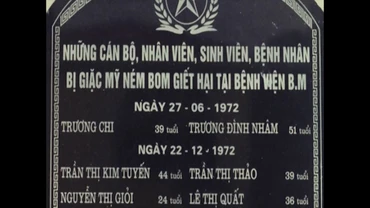 NHỮNG CÁN BỘ, NHÂN VIÊN, SINH VIÊN, BỆNH NHÂN
BỊ GIẶC MỸ NÉM BOM GIẾT HẠI TẠI BỆNH VIỆN B.M
NGÀY 27-06-1972
TRƯƠNG CHI 39 tuổi TRƯƠNG ĐÌNH NHÂM 51 tuổi
NGÀY 22-12-1972
TRẦN THỊ KIM TUYẾN 44 tuổi TRẦN THỊ THẢO 39 tuổi
NGUYỄN THỊ GIỎI 24 tuổi LÊ THỊ QUẤT 36 tuổi